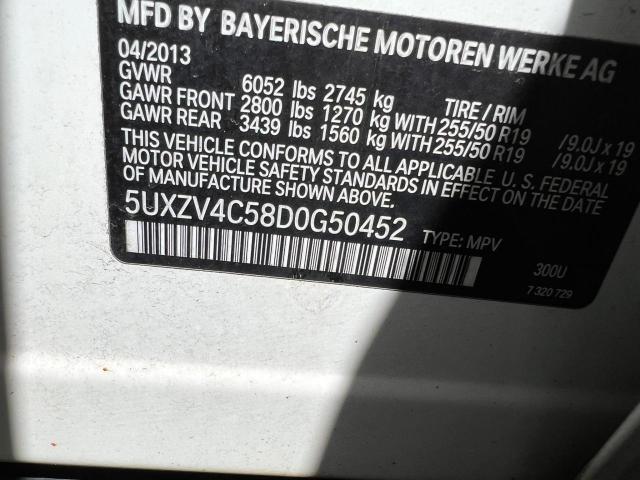 MFD BY BAYERISCHE MOTOREN WERKE AG
04/2013
GVWR 6052 lbs 2745 kg TIRE / RIM
GAWR FRONT 2800 lbs 1270 kg WITH 255/50 R19 /9.0J x 19
GAWR REAR 3439 lbs 1560 kg WITH 255/50 R19 /9.0J x 19
THIS VEHICLE CONFORMS TO ALL APPLICABLE U.S. FEDERAL
MOTOR VEHICLE SAFETY STANDARDS IN EFFECT ON THE DATE
OF MANUFACTURE SHOWN ABOVE.
5UXZV4C58D0G50452 TYPE: MPV
300U
7 320 729